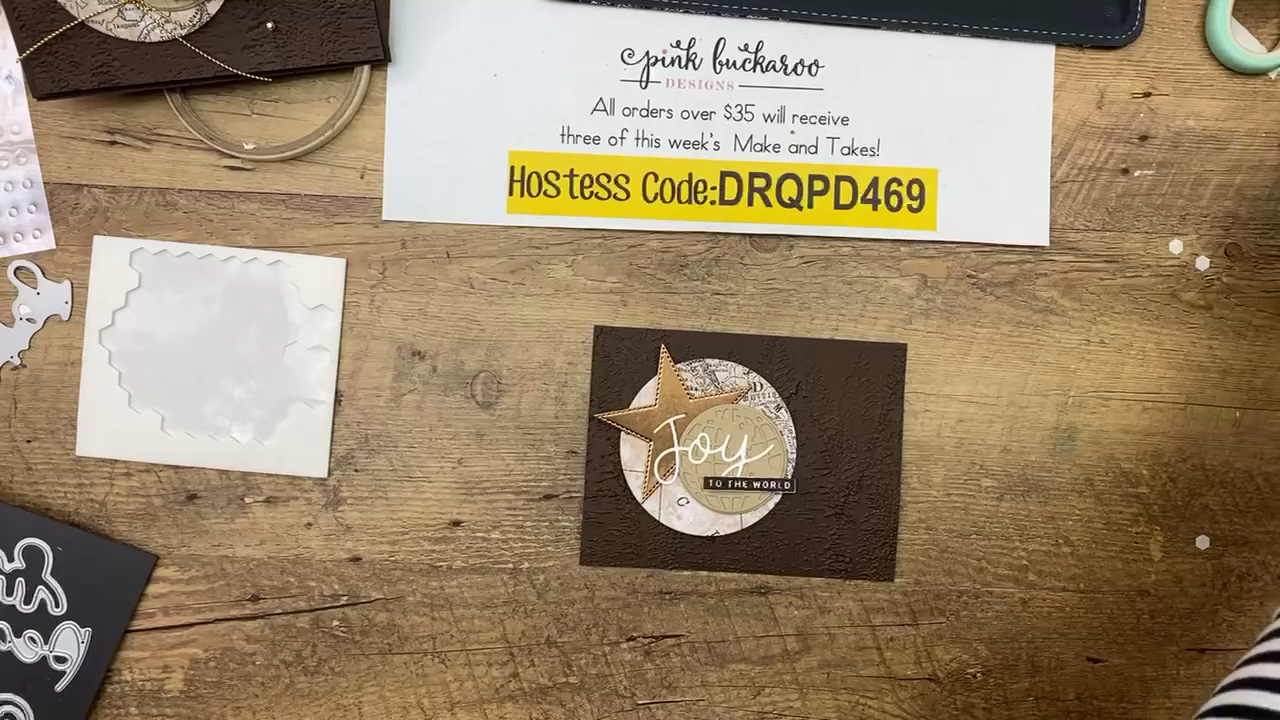 pink buckaroo
DESIGNS
All orders over $35 will receive
three of this week's Make and Takes!
Hostess Code:DRQPD469
Joy
TO THE WORLD